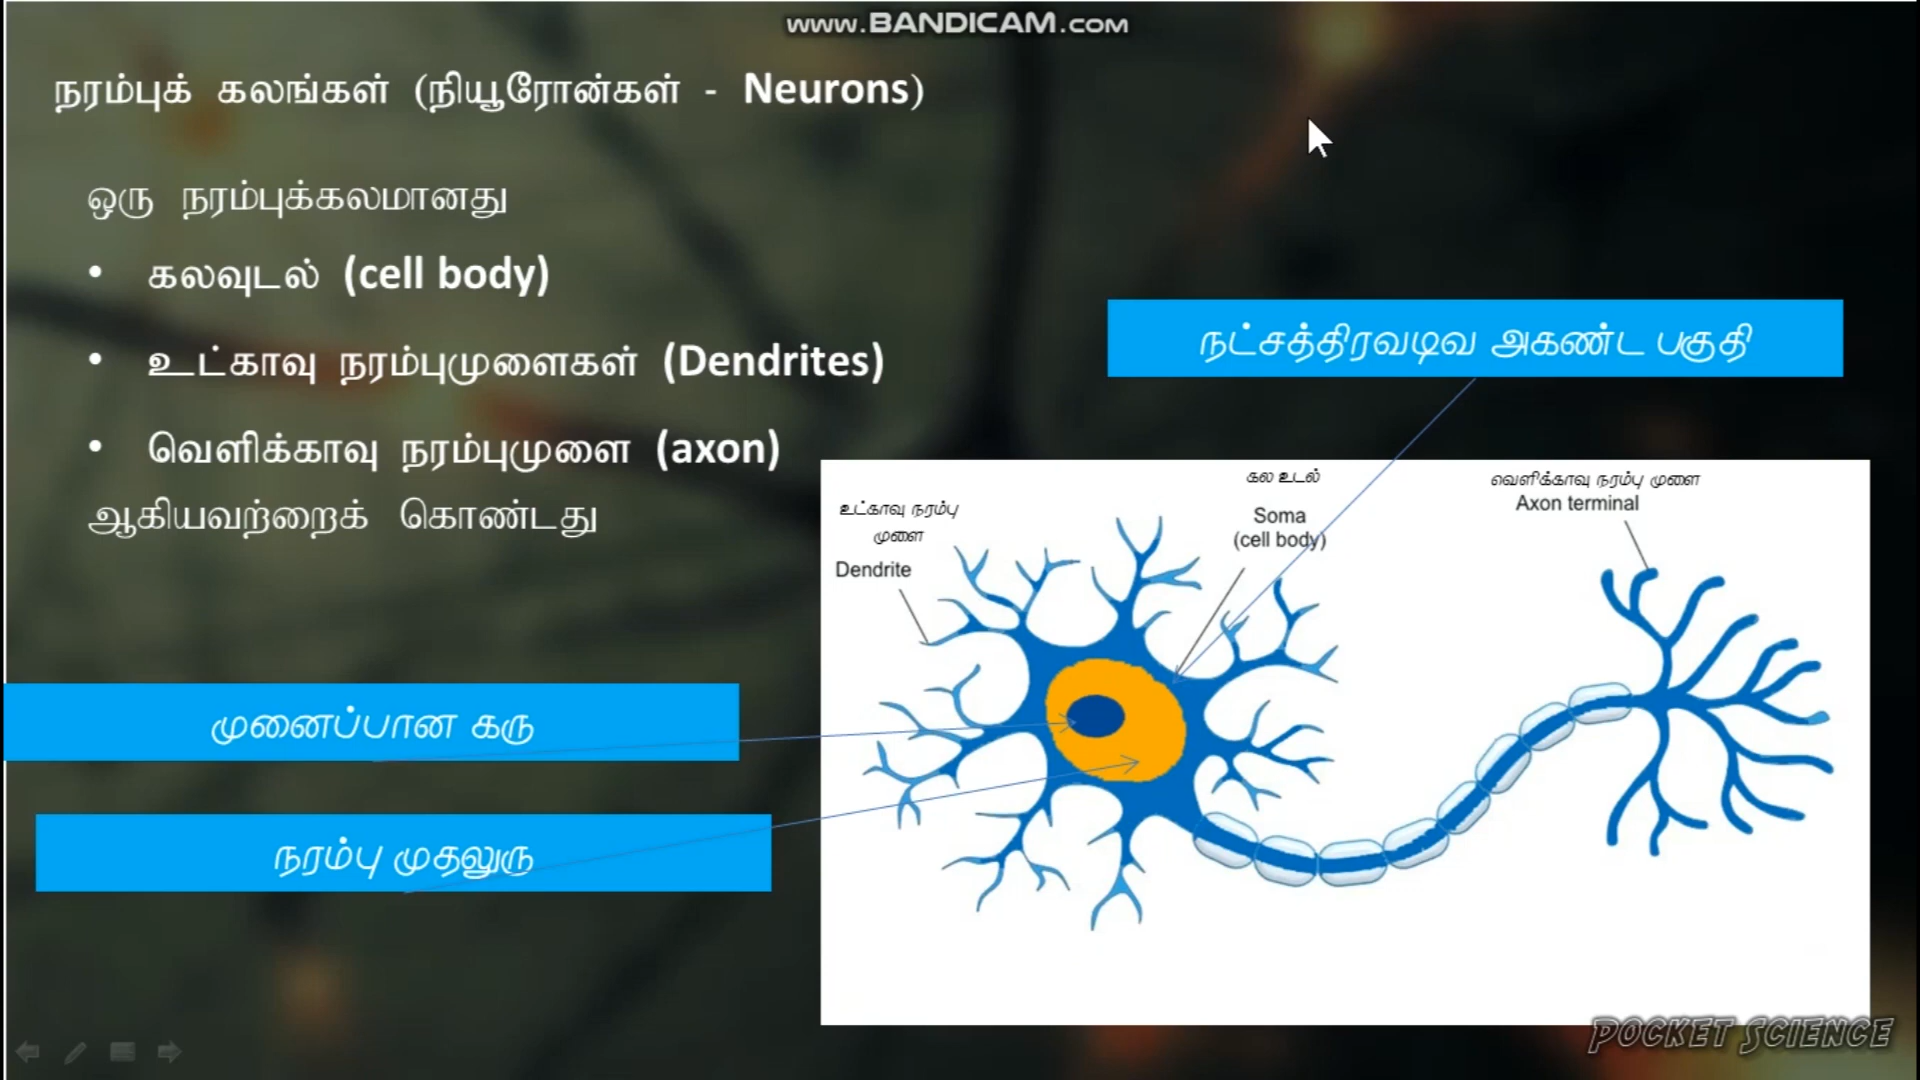 www.BANDICAM.com
நரம்புக் கலங்கள் (நியூரோன்கள் - Neurons)
ஒரு நரம்புக்கலமானது
• கலவுடல் (cell body)
• உட்காவு நரம்புமுளைகள் (Dendrites)
• வெளிக்காவு நரம்புமுளை (axon)
ஆகியவற்றைக் கொண்டது
நட்சத்திரவடிவ அகண்ட பகுதி
கல உடல்
Soma
(cell body)
வெளிக்காவு நரம்பு முளை
Axon terminal
உட்காவு நரம்பு
முளை
Dendrite
முனைப்பான கரு
நரம்பு முதலுரு
POCKET SCIENCE